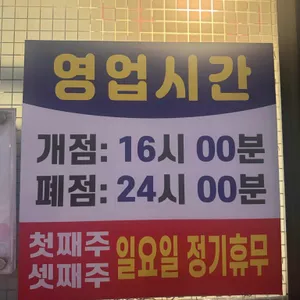 영업시간
개점: 16시 00분
폐점: 24시 00분
첫째주
셋째주
일요일 정기휴무